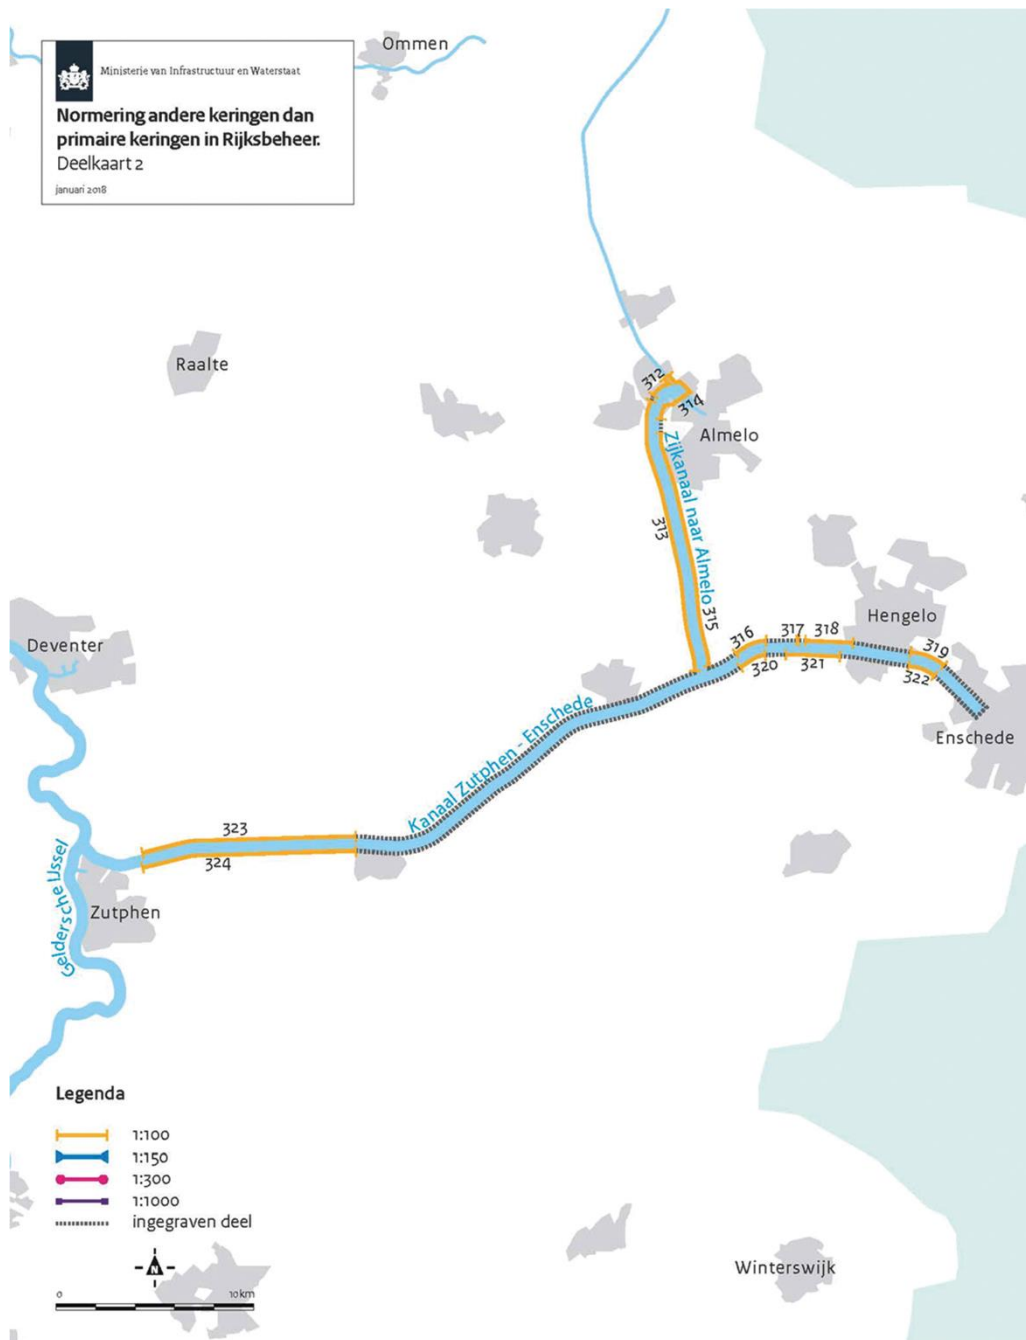 Ministerie van Infrastructuur en Waterstaat
Normering andere keringen dan
primaire keringen in Rijksbeheer.
Deelkaart 2
januari 2018
Ommen
Raalte
312
314
Almelo
Zijkanaal naar Almelo
313
315
Hengelo
316
317
318
319
320
321
322
Deventer
Enschede
Kanaal Zutphen - Enschede
323
324
Geldersche IJssel
Zutphen
Legenda
1:100
1:150
1:300
1:1000
ingegraven deel
N
0
10km
Winterswijk